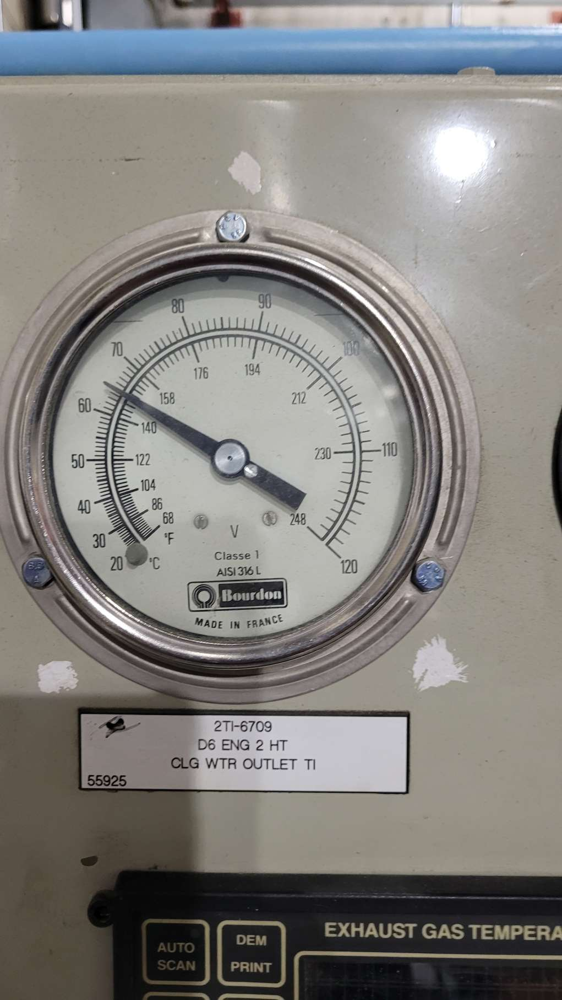 80 90
70 100
176 194
60 158 212
140
50 122 230 110
104
40 86
68 248
30 °F V
20 °C Classe 1 120
AISI 316 L
Bourdon
MADE IN FRANCE
2TI-6709
D6 ENG 2 HT
CLG WTR OUTLET TI
55925
EXHAUST GAS TEMPERA
AUTO
SCAN
DEM
PRINT